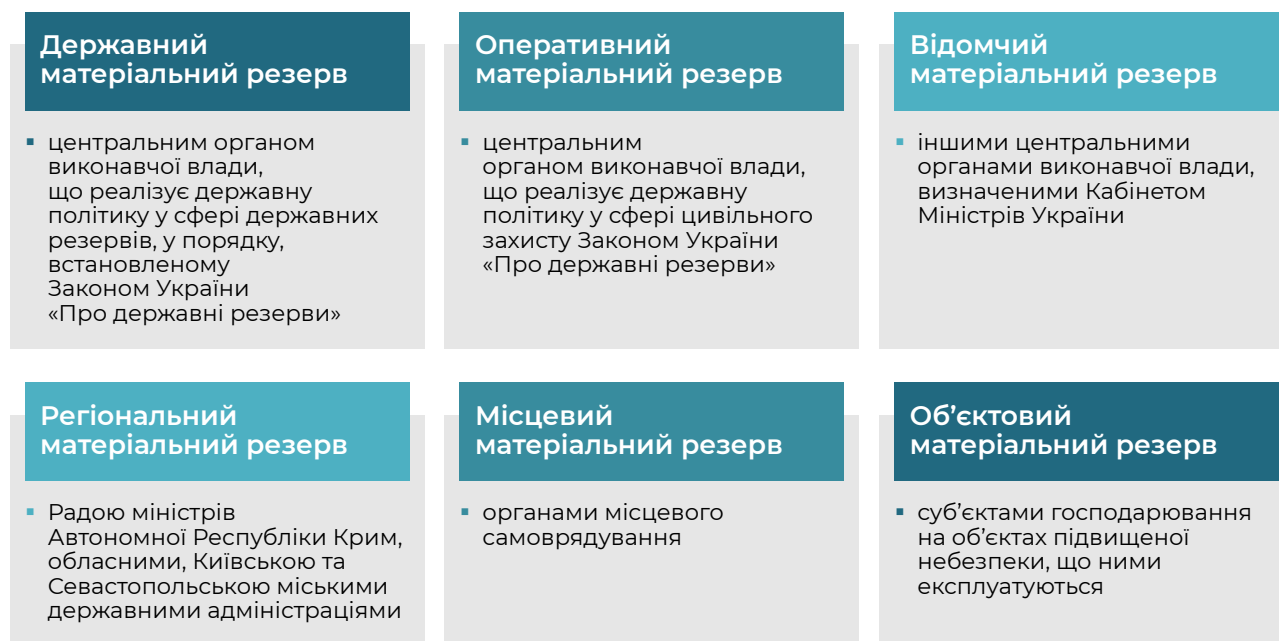 Державний
матеріальний резерв
▪ центральним органом
виконавчої влади,
що реалізує державну
політику у сфері державних
резервів, у порядку,
встановленому
Законом України
«Про державні резерви»
Оперативний
матеріальний резерв
▪ центральним
органом виконавчої влади,
що реалізує державну
політику у сфері цивільного
захисту Законом України
«Про державні резерви»
Відомчий
матеріальний резерв
▪ іншими центральними
органами виконавчої влади,
визначеними Кабінетом
Міністрів України
Регіональний
матеріальний резерв
▪ Радою міністрів
Автономної Республіки Крим,
обласними, Київською та
Севастопольською міськими
державними адміністраціями
Місцевий
матеріальний резерв
▪ органами місцевого
самоврядування
Об’єктовий
матеріальний резерв
▪ суб’єктами господарювання
на об’єктах підвищеної
небезпеки, що ними
експлуатуються